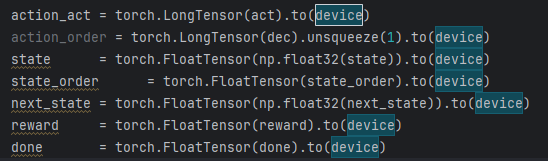 action_act = torch.LongTensor(act).to(device)
action_order = torch.LongTensor(dec).unsqueeze(1).to(device)
state      = torch.FloatTensor(np.float32(state)).to(device)
state_order      = torch.FloatTensor(state_order).to(device)
next_state = torch.FloatTensor(np.float32(next_state)).to(device)
reward     = torch.FloatTensor(reward).to(device)
done       = torch.FloatTensor(done).to(device)